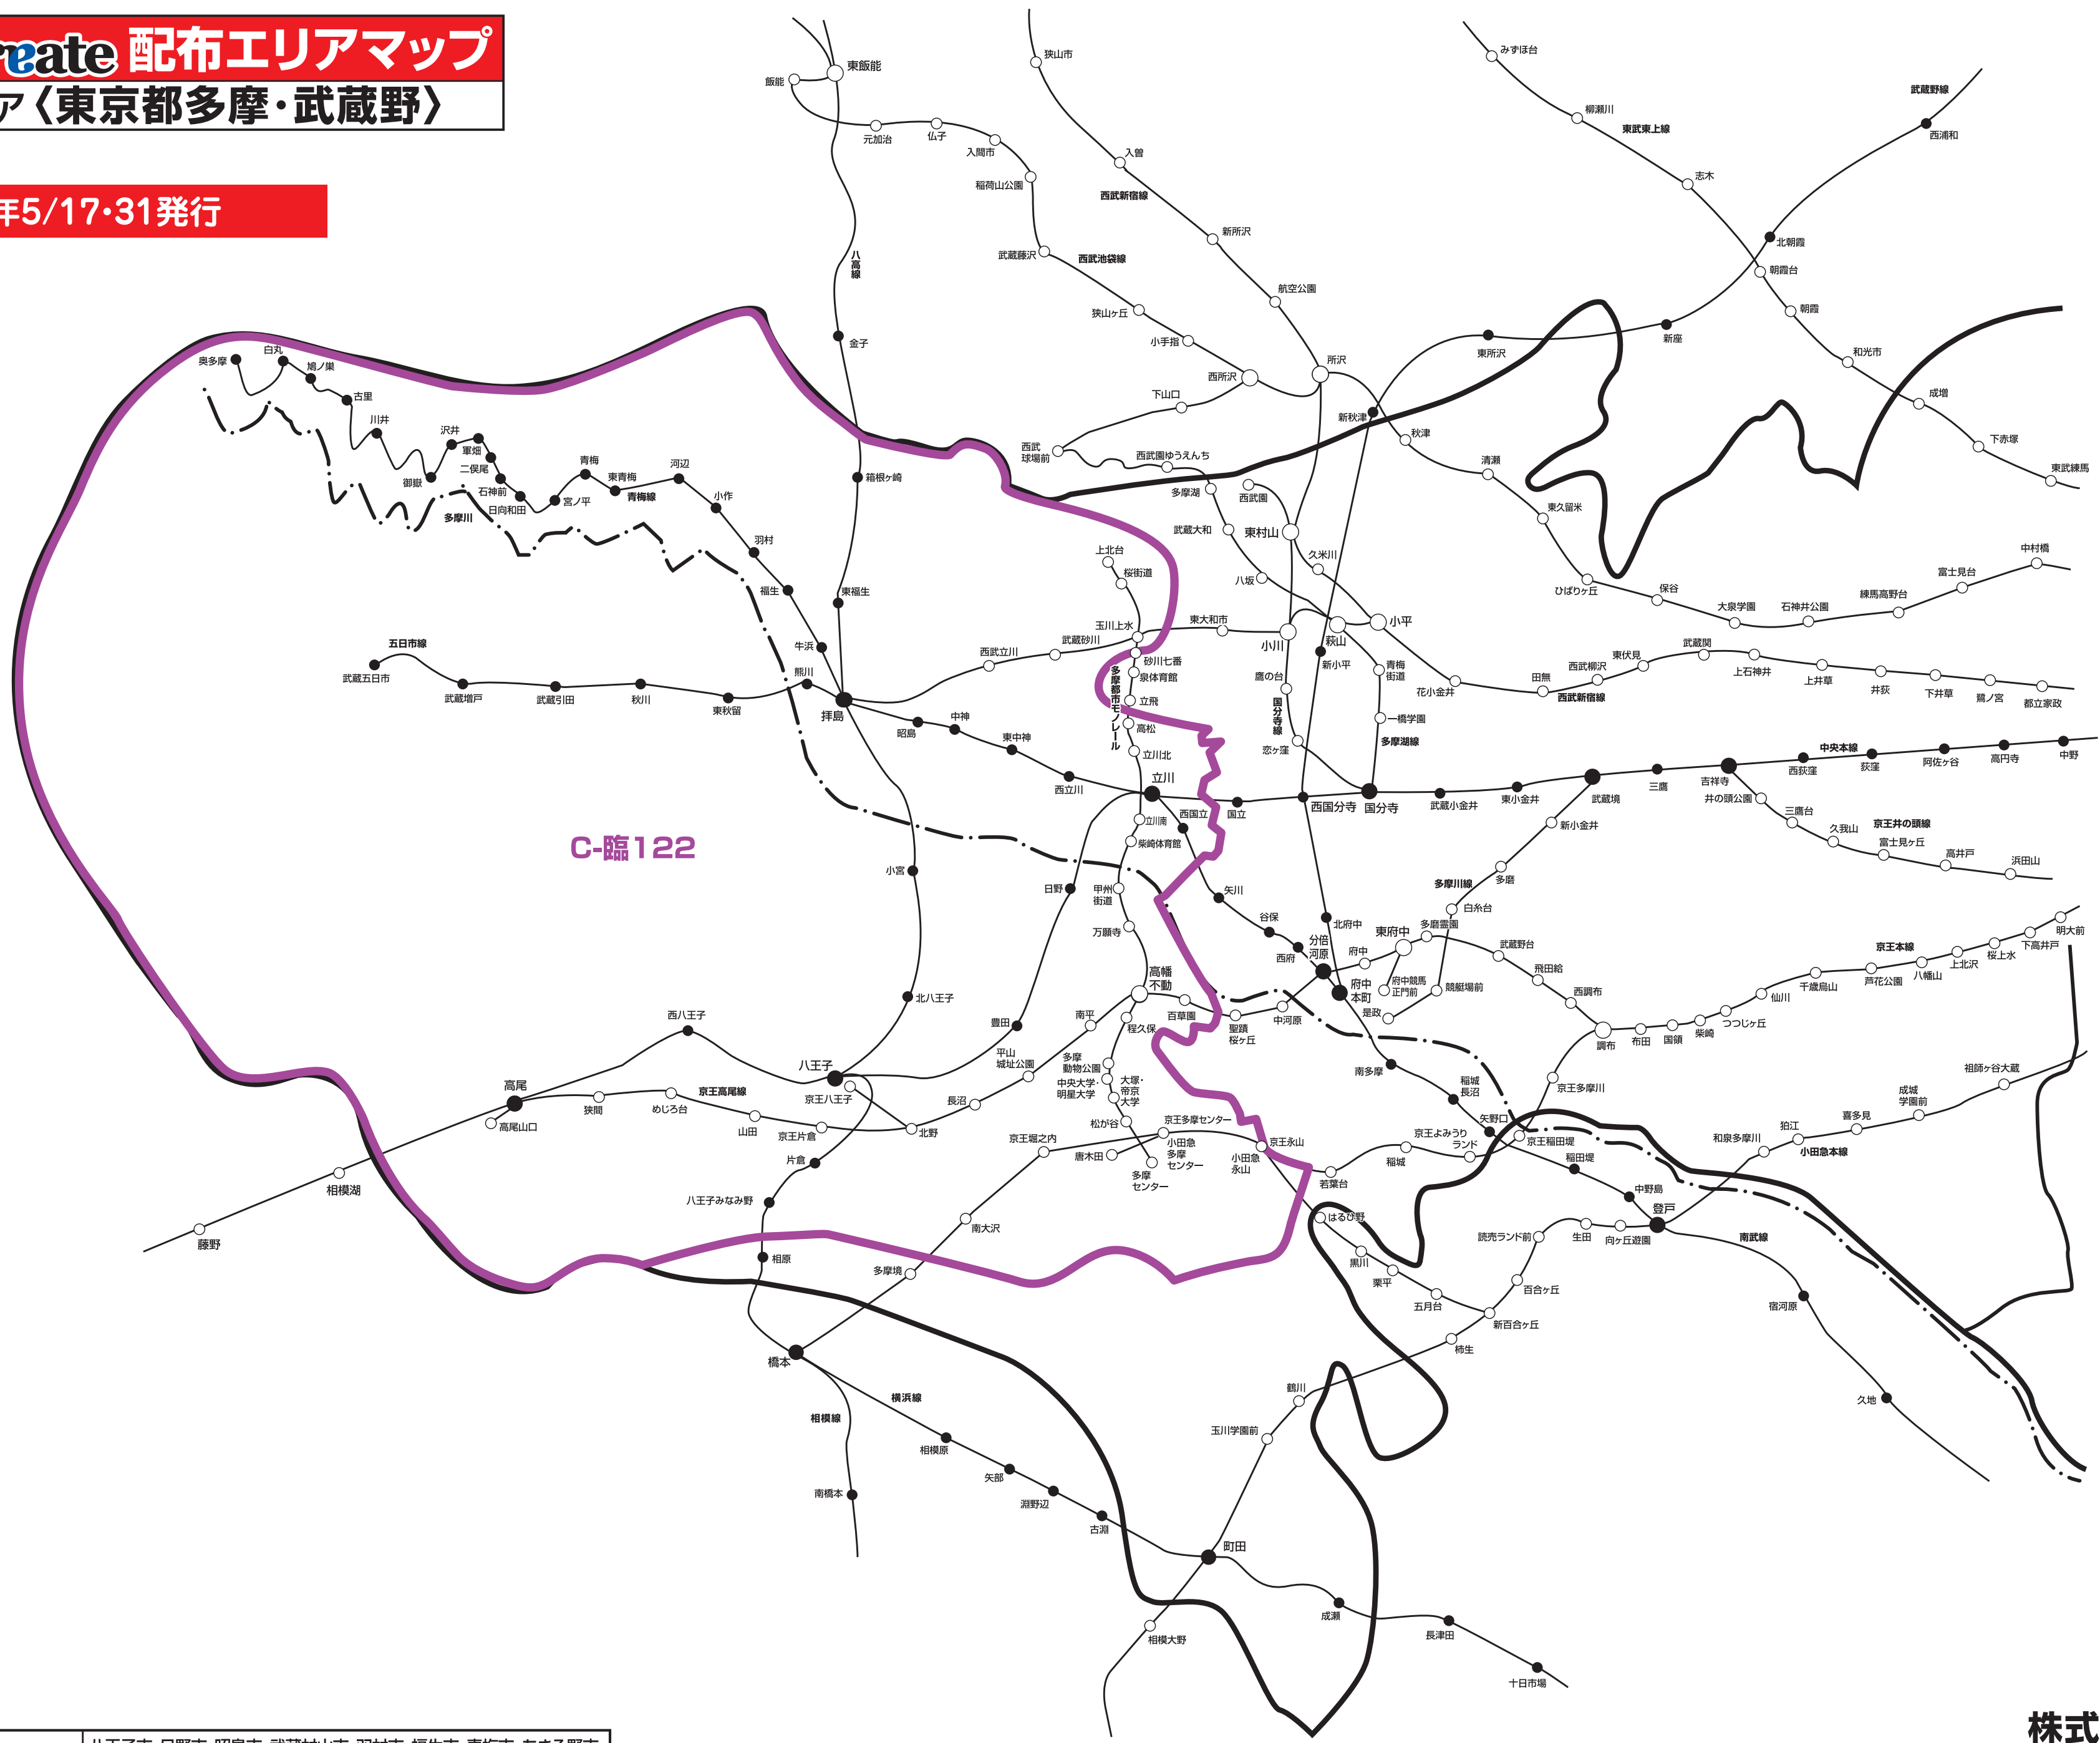 reate 配布エリアマップ
ア〈東京都多摩・武蔵野〉
年5/17・31発行
飯能
東飯能
元加治
仏子
入間市
稲荷山公園
武蔵藤沢
西武池袋線
狭山ヶ丘
小手指
西所沢
下山口
西武
球場前
狭山市
入曽
西武新宿線
新所沢
航空公園
所沢
みずほ台
柳瀬川
東武東上線
志木
武蔵野線
西浦和
北朝霞
朝霞台
朝霞
和光市
成増
下赤塚
東武練馬
新座
東所沢
新秋津
秋津
清瀬
東久留米
ひばりヶ丘
保谷
大泉学園
石神井公園
練馬高野台
富士見台
中村橋
八高線
金子
箱根ヶ崎
東福生
奥多摩
白丸
鳩ノ巣
古里
川井
御嶽
沢井
軍畑
二俣尾
石神前
日向和田
宮ノ平
青梅
東青梅
青梅線
河辺
小作
羽村
福生
牛浜
多摩川
西武園ゆうえんち
多摩湖
西武園
武蔵大和
東村山
久米川
八坂
上北台
桜街道
玉川上水
東大和市
小川
萩山
小平
新小平
青梅
街道
鷹の台
国分寺線
恋ヶ窪
一橋学園
多摩湖線
花小金井
田無
西武新宿線
西武柳沢
東伏見
武蔵関
上石神井
上井草
井荻
下井草
鷺ノ宮
都立家政
五日市線
武蔵五日市
武蔵増戸
武蔵引田
秋川
東秋留
熊川
拝島
西武立川
武蔵砂川
砂川七番
泉体育館
立飛
高松
立川北
多摩都市モノレール
昭島
中神
東中神
西立川
立川
西国立
国立
西国分寺
国分寺
武蔵小金井
東小金井
武蔵境
三鷹
吉祥寺
西荻窪
中央本線
荻窪
阿佐ヶ谷
高円寺
中野
井の頭公園
三鷹台
久我山
京王井の頭線
富士見ヶ丘
高井戸
浜田山
新小金井
多磨
多摩川線
白糸台
競艇場前
是政
C-臨122
立川南
柴崎体育館
甲州
街道
万願寺
高幡
不動
日野
豊田
小宮
北八王子
矢川
谷保
西府
分倍
河原
北府中
府中
本町
府中
東府中
府中競馬
正門前
多磨霊園
武蔵野台
飛田給
西調布
調布
布田
国領
柴崎
つつじヶ丘
仙川
千歳烏山
芦花公園
八幡山
京王本線
上北沢
桜上水
下高井戸
明大前
百草園
聖蹟
桜ヶ丘
中河原
南平
平山
城址公園
長沼
北野
程久保
多摩
動物公園
中央大学・
明星大学
大塚・
帝京
大学
松が谷
多摩
センター
西八王子
八王子
京王八王子
高尾
高尾山口
狭間
めじろ台
京王高尾線
山田
京王片倉
片倉
八王子みなみ野
相原
相模湖
藤野
橋本
多摩境
南大沢
京王堀之内
京王多摩センター
小田急
多摩
センター
唐木田
京王永山
小田急
永山
若葉台
稲城
京王よみうり
ランド
京王稲田堤
京王多摩川
南多摩
稲城
長沼
矢野口
稲田堤
中野島
登戸
南武線
宿河原
久地
はるひ野
黒川
栗平
五月台
新百合ヶ丘
百合ヶ丘
読売ランド前
生田
向ヶ丘遊園
和泉多摩川
狛江
小田急本線
喜多見
成城
学園前
祖師ヶ谷大蔵
柿生
鶴川
玉川学園前
町田
相模大野
横浜線
相模線
南橋本
相模原
矢部
淵野辺
古淵
成瀬
長津田
十日市場
株式